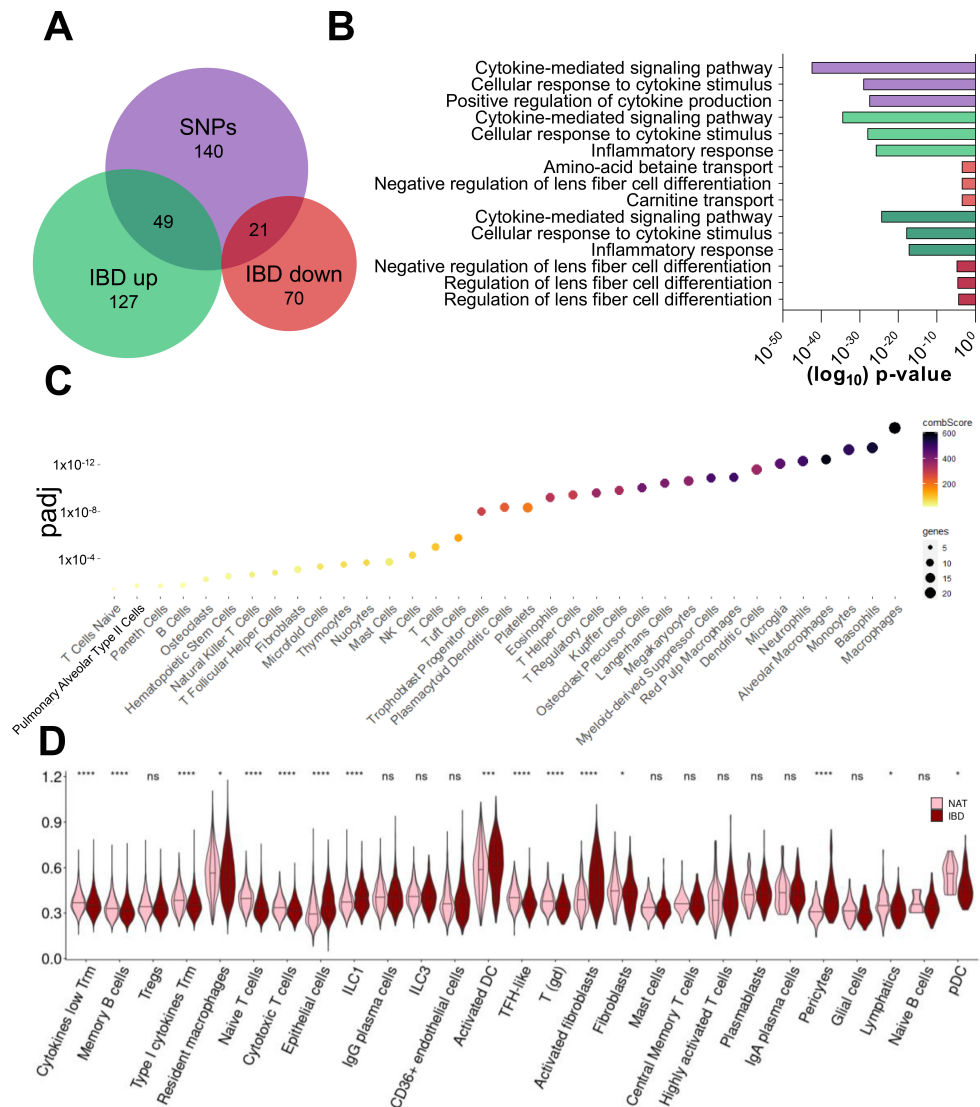 A
SNPs
140
49
21
IBD up
127
IBD down
70
B
Cytokine-mediated signaling pathway
Cellular response to cytokine stimulus
Positive regulation of cytokine production
Cytokine-mediated signaling pathway
Cellular response to cytokine stimulus
Inflammatory response
Amino-acid betaine transport
Negative regulation of lens fiber cell differentiation
Carnitine transport
Cytokine-mediated signaling pathway
Cellular response to cytokine stimulus
Inflammatory response
Negative regulation of lens fiber cell differentiation
Regulation of lens fiber cell differentiation
Regulation of lens fiber cell differentiation
10-50
10-40
10-30
10-20
10-10
100
(log10) p-value
C
padj
1x10-12
1x10-8
1x10-4
combScore
600
400
200
genes
5
10
15
20
T Cells Naive
Pulmonary Alveolar Type II Cells
Paneth Cells
B Cells
Osteoclasts
Hematopoietic Stem Cells
Natural Killer T Cells
T Follicular Helper Cells
Fibroblasts
Microfold Cells
Thymocytes
Nuocytes
Mast Cells
NK Cells
T Cells
Tuft Cells
Trophoblast Progenitor Cells
Plasmacytoid Dendritic Cells
Platelets
Eosinophils
T Helper Cells
T Regulatory Cells
Kupffer Cells
Osteoclast Precursor Cells
Langerhans Cells
Megakaryocytes
Myeloid-derived Suppressor Cells
Red Pulp Macrophages
Dendritic Cells
Microglia
Neutrophils
Alveolar Macrophages
Monocytes
Basophils
Macrophages
D
1.2
0.9
0.6
0.3
0.0
**** **** ns **** * **** **** **** **** ns ns ns *** **** **** **** * ns ns ns ns ns **** ns * ns *
NAT
IBD
Cytokines low Trm
Memory B cells
Tregs
Type I cytokines Trm
Resident macrophages
Naive T cells
Cytotoxic T cells
Epithelial cells
ILC1
IgG plasma cells
ILC3
CD36+ endothelial cells
Activated DC
TFH-like
T (gd)
Activated fibroblasts
Fibroblasts
Mast cells
Central Memory T cells
Highly activated T cells
Plasmablasts
IgA plasma cells
Pericytes
Glial cells
Lymphatics
Naive B cells
pDC